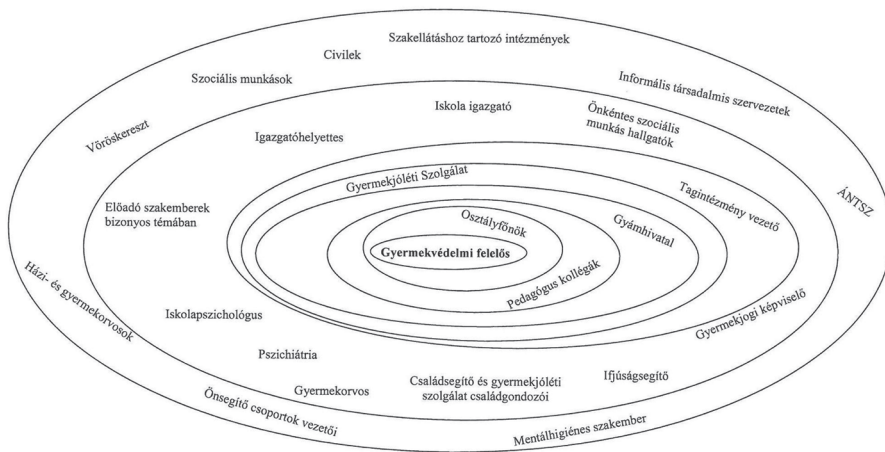 Szakellátáshoz tartozó intézmények
Civilek
Szociális munkások
Informális társadalmis szervezetek
Vöröskereszt
Iskola igazgató
Önkéntes szociális
munkás hallgatók
Igazgatóhelyettes
ÁNTSZ
Gyermekjóléti Szolgálat
Tagintézmény vezető
Előadó szakemberek
bizonyos témában
Osztályfőnök
Gyámhivatal
Gyermekvédelmi felelős
Pedagógus kollégák
Házi- és gyermekorvosok
Iskolapszichológus
Gyermekjogi képviselő
Pszichiátria
Gyermekorvos
Családsegítő és gyermekjóléti
szolgálat családgondozói
Ifjúságsegítő
Önsegítő csoportok vezetői
Mentálhigiénes szakember